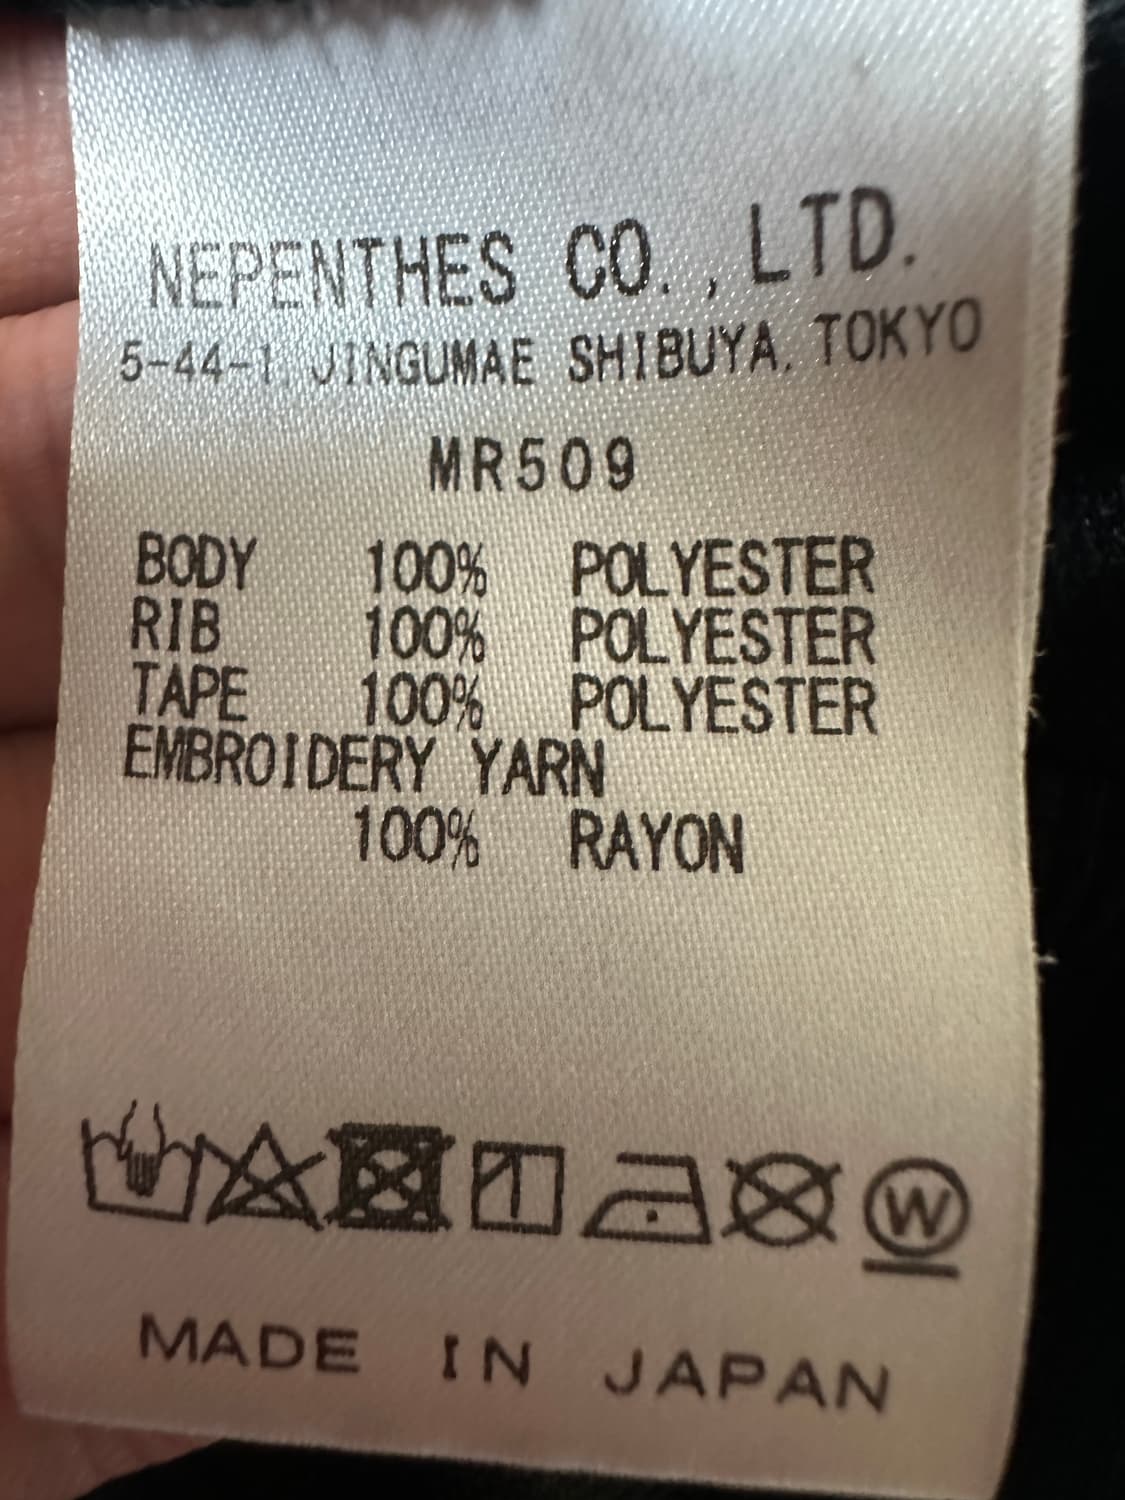 NEPENTHES CO., LTD.
5-44-1, JINGUMAE SHIBUYA. TOKYO
MR509
BODY 100% POLYESTER
RIB 100% POLYESTER
TAPE 100% POLYESTER
EMBROIDERY YARN
100% RAYON
W
MADE IN JAPAN